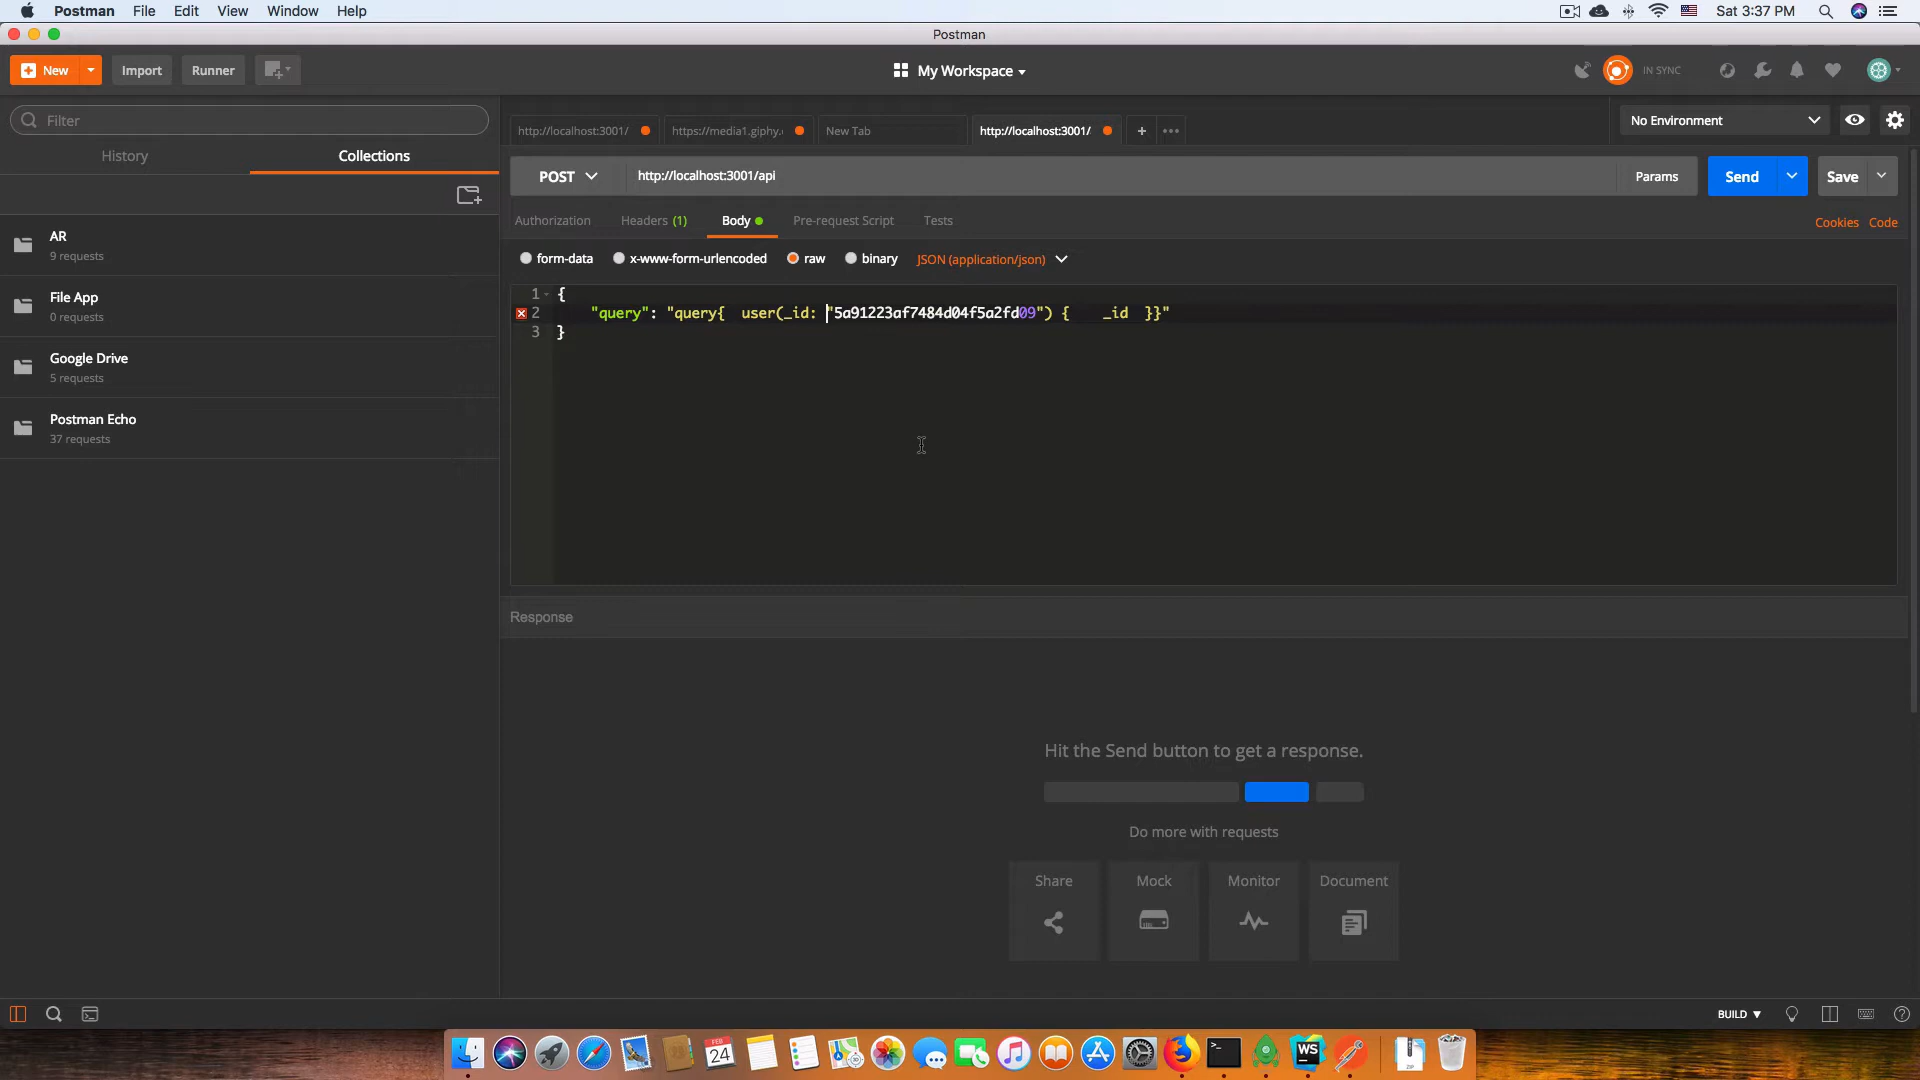 Postman File Edit View Window Help Sat 3:37 PM
Postman
New Import Runner My Workspace IN SYNC
Filter
History Collections
AR
9 requests
File App
0 requests
Google Drive
5 requests
Postman Echo
37 requests
http://localhost:3001/ https://media1.giphy. New Tab http://localhost:3001/ + ••• No Environment
POST http://localhost:3001/api Params Send Save
Authorization Headers (1) Body Pre-request Script Tests Cookies Code
form-data x-www-form-urlencoded raw binary JSON (application/json)
1 {
2 "query": "query{  user(_id: "5a91223af7484d04f5a2fd09") {    _id  }}"
3 }
Response
Hit the Send button to get a response.
Do more with requests
Share Mock Monitor Document
BUILD
FEB
24
WS
ZIP